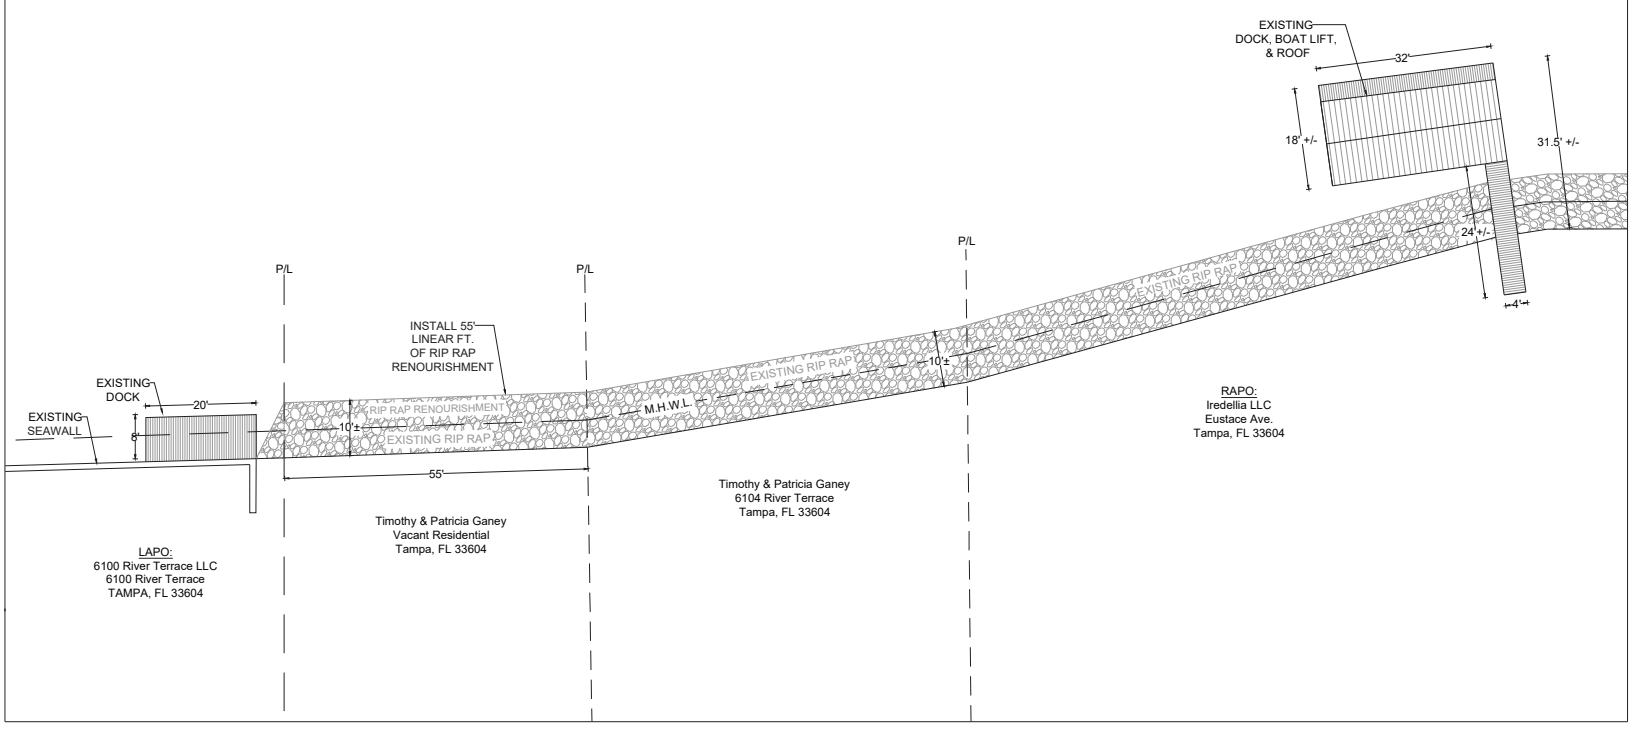 EXISTING
DOCK, BOAT LIFT,
& ROOF
32'
18' +/-
31.5' +/-
24' +/-
4'
P/L
P/L
P/L
INSTALL 55'
LINEAR FT.
OF RIP RAP
RENOURISHMENT
EXISTING RIP RAP
EXISTING RIP RAP
10'±
EXISTING
DOCK
20'
EXISTING
SEAWALL
8'
RIP RAP RENOURISHMENT
10'±
EXISTING RIP RAP
M.H.W.L.
55'
RAPO:
Iredellia LLC
Eustace Ave.
Tampa, FL 33604
Timothy & Patricia Ganey
6104 River Terrace
Tampa, FL 33604
Timothy & Patricia Ganey
Vacant Residential
Tampa, FL 33604
LAPO:
6100 River Terrace LLC
6100 River Terrace
TAMPA, FL 33604